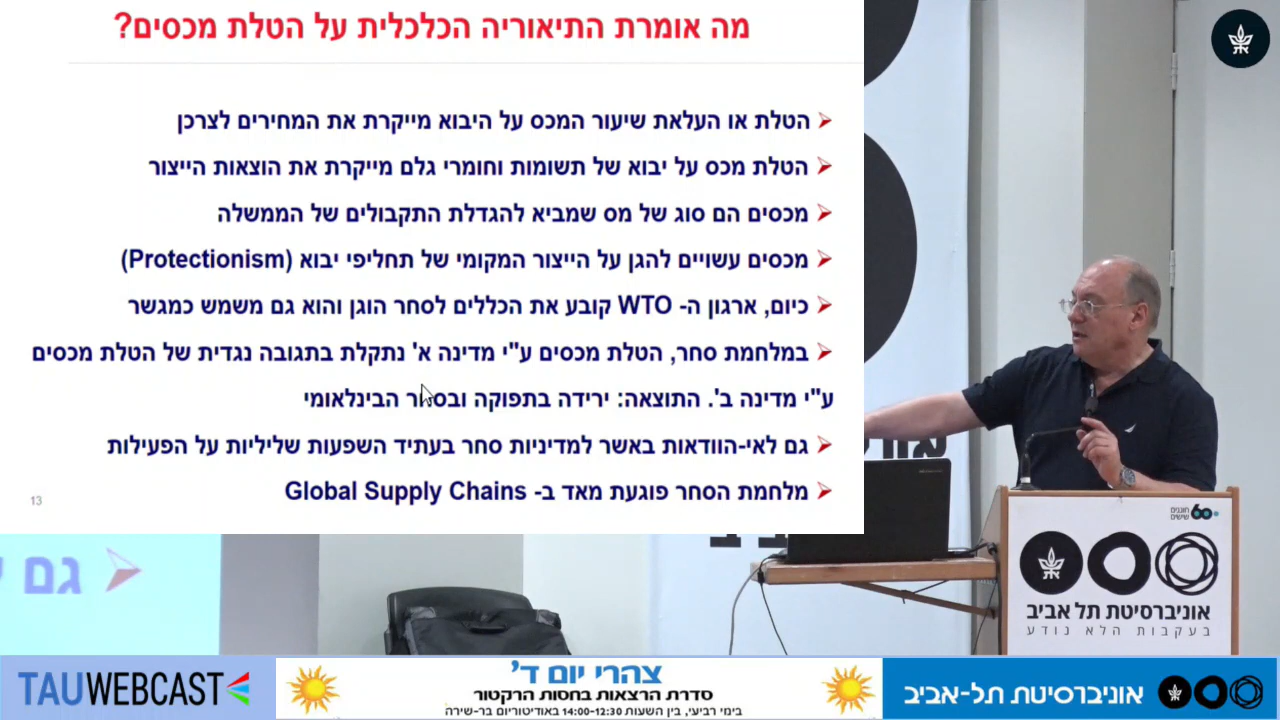 מה אומרת התיאוריה הכלכלית על הטלת מכסים?
הטלת או העלאת שיעור המכס על היבוא מייקרת את המחירים לצרכן
הטלת מכס על יבוא של תשומות וחומרי גלם מייקרת את הוצאות הייצור
מכסים הם סוג של מס שמביא להגדלת התקבולים של הממשלה
מכסים עשויים להגן על הייצור המקומי של תחליפי יבוא (Protectionism)
כיום, ארגון ה- WTO קובע את הכללים לסחר הוגן והוא גם משמש כמגשר
במלחמת סחר, הטלת מכסים ע"י מדינה א' נתקלת בתגובה נגדית של הטלת מכסים
ע"י מדינה ב'. התוצאה: ירידה בתפוקה ובסחר הבינלאומי
גם לאי-הוודאות באשר למדיניות סחר בעתיד השפעות שליליות על הפעילות
מלחמת הסחר פוגעת מאד ב- Global Supply Chains
13
גם
חוגגים 60
שישים
אוניברסיטת תל אביב
בעקבות הלא נודע
TAUWEBCAST
צהרי יום ד'
סדרת הרצאות בחסות הרקטור
בימי רביעי, בין השעות 14:00-12:30 באודיטוריום בר-שירה
אוניברסיטת תל-אביב